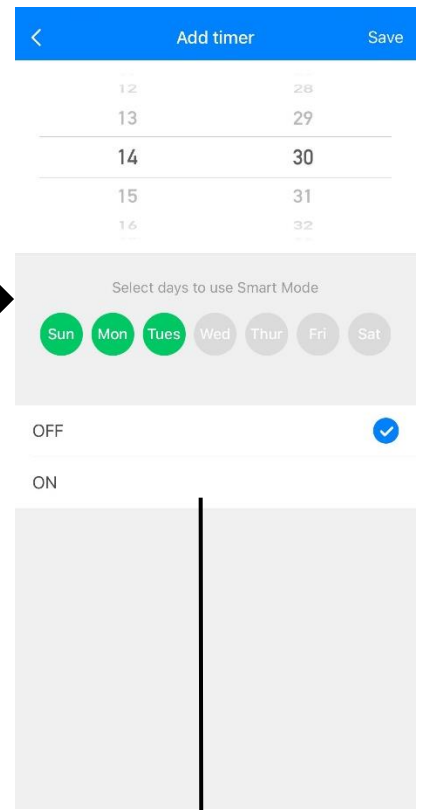 Add timer Save
12 28
13 29
14 30
15 31
16 32
Select days to use Smart Mode
Sun Mon Tues Wed Thur Fri Sat
OFF
ON